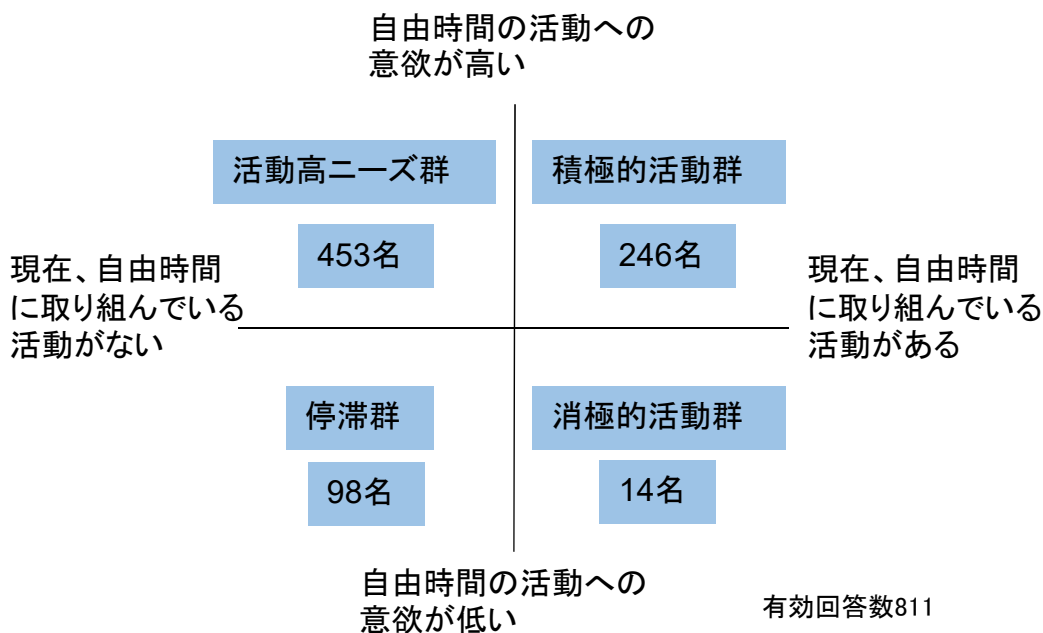 自由時間の活動への
意欲が高い
活動高ニーズ群
積極的活動群
453名
246名
現在、自由時間
に取り組んでいる
活動がない
現在、自由時間
に取り組んでいる
活動がある
停滞群
消極的活動群
98名
14名
自由時間の活動への
意欲が低い
有効回答数811